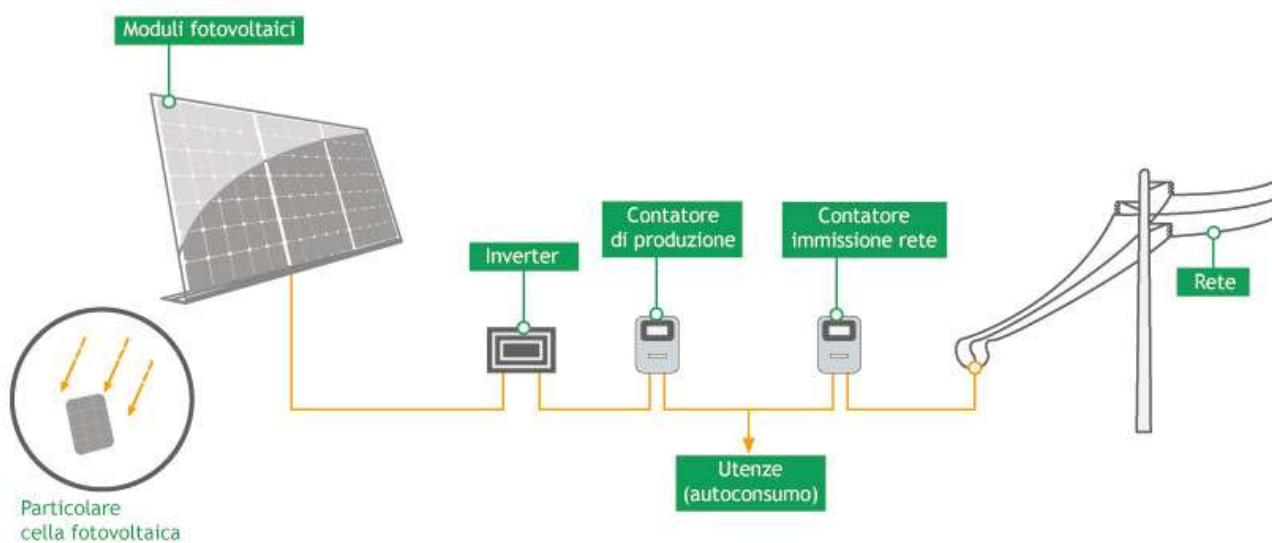 Moduli fotovoltaici
Contatore
di produzione
Contatore
immissione rete
Inverter
Rete
Utenze
(autoconsumo)
Particolare
cella fotovoltaica